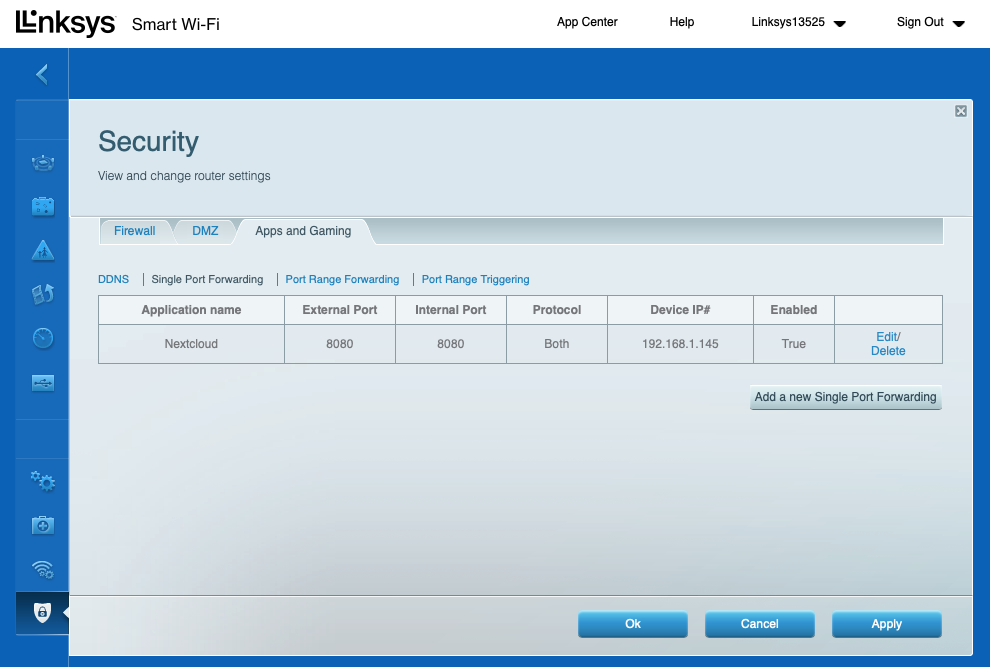 Linksys Smart Wi-Fi App Center Help Linksys13525 Sign Out
Security
View and change router settings
Firewall DMZ Apps and Gaming
DDNS | Single Port Forwarding | Port Range Forwarding | Port Range Triggering
Application name External Port Internal Port Protocol Device IP# Enabled
Nextcloud 8080 8080 Both 192.168.1.145 True Edit/
Delete
Add a new Single Port Forwarding
Ok Cancel Apply